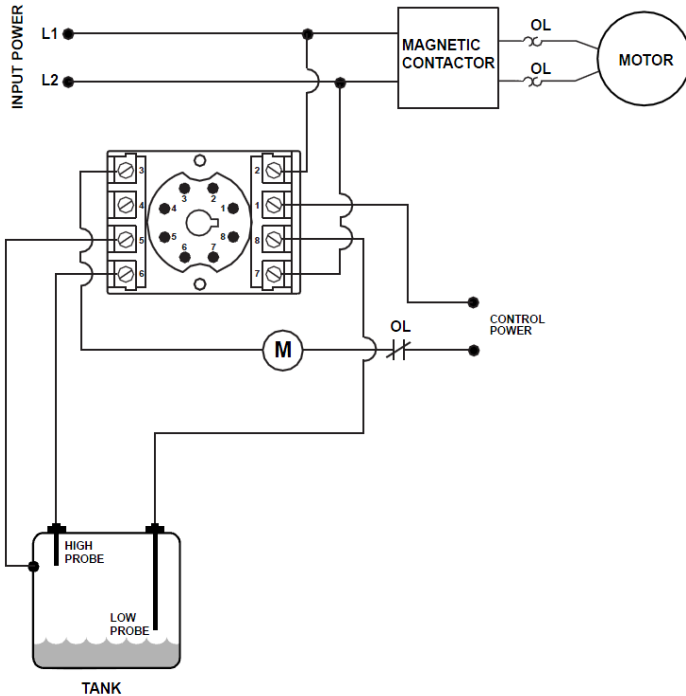 INPUT POWER
L1
L2
MAGNETIC
CONTACTOR
OL
OL
MOTOR
3
4
5
6
3
2
4
1
5
8
6
7
2
1
8
7
CONTROL
POWER
OL
M
HIGH
PROBE
LOW
PROBE
TANK